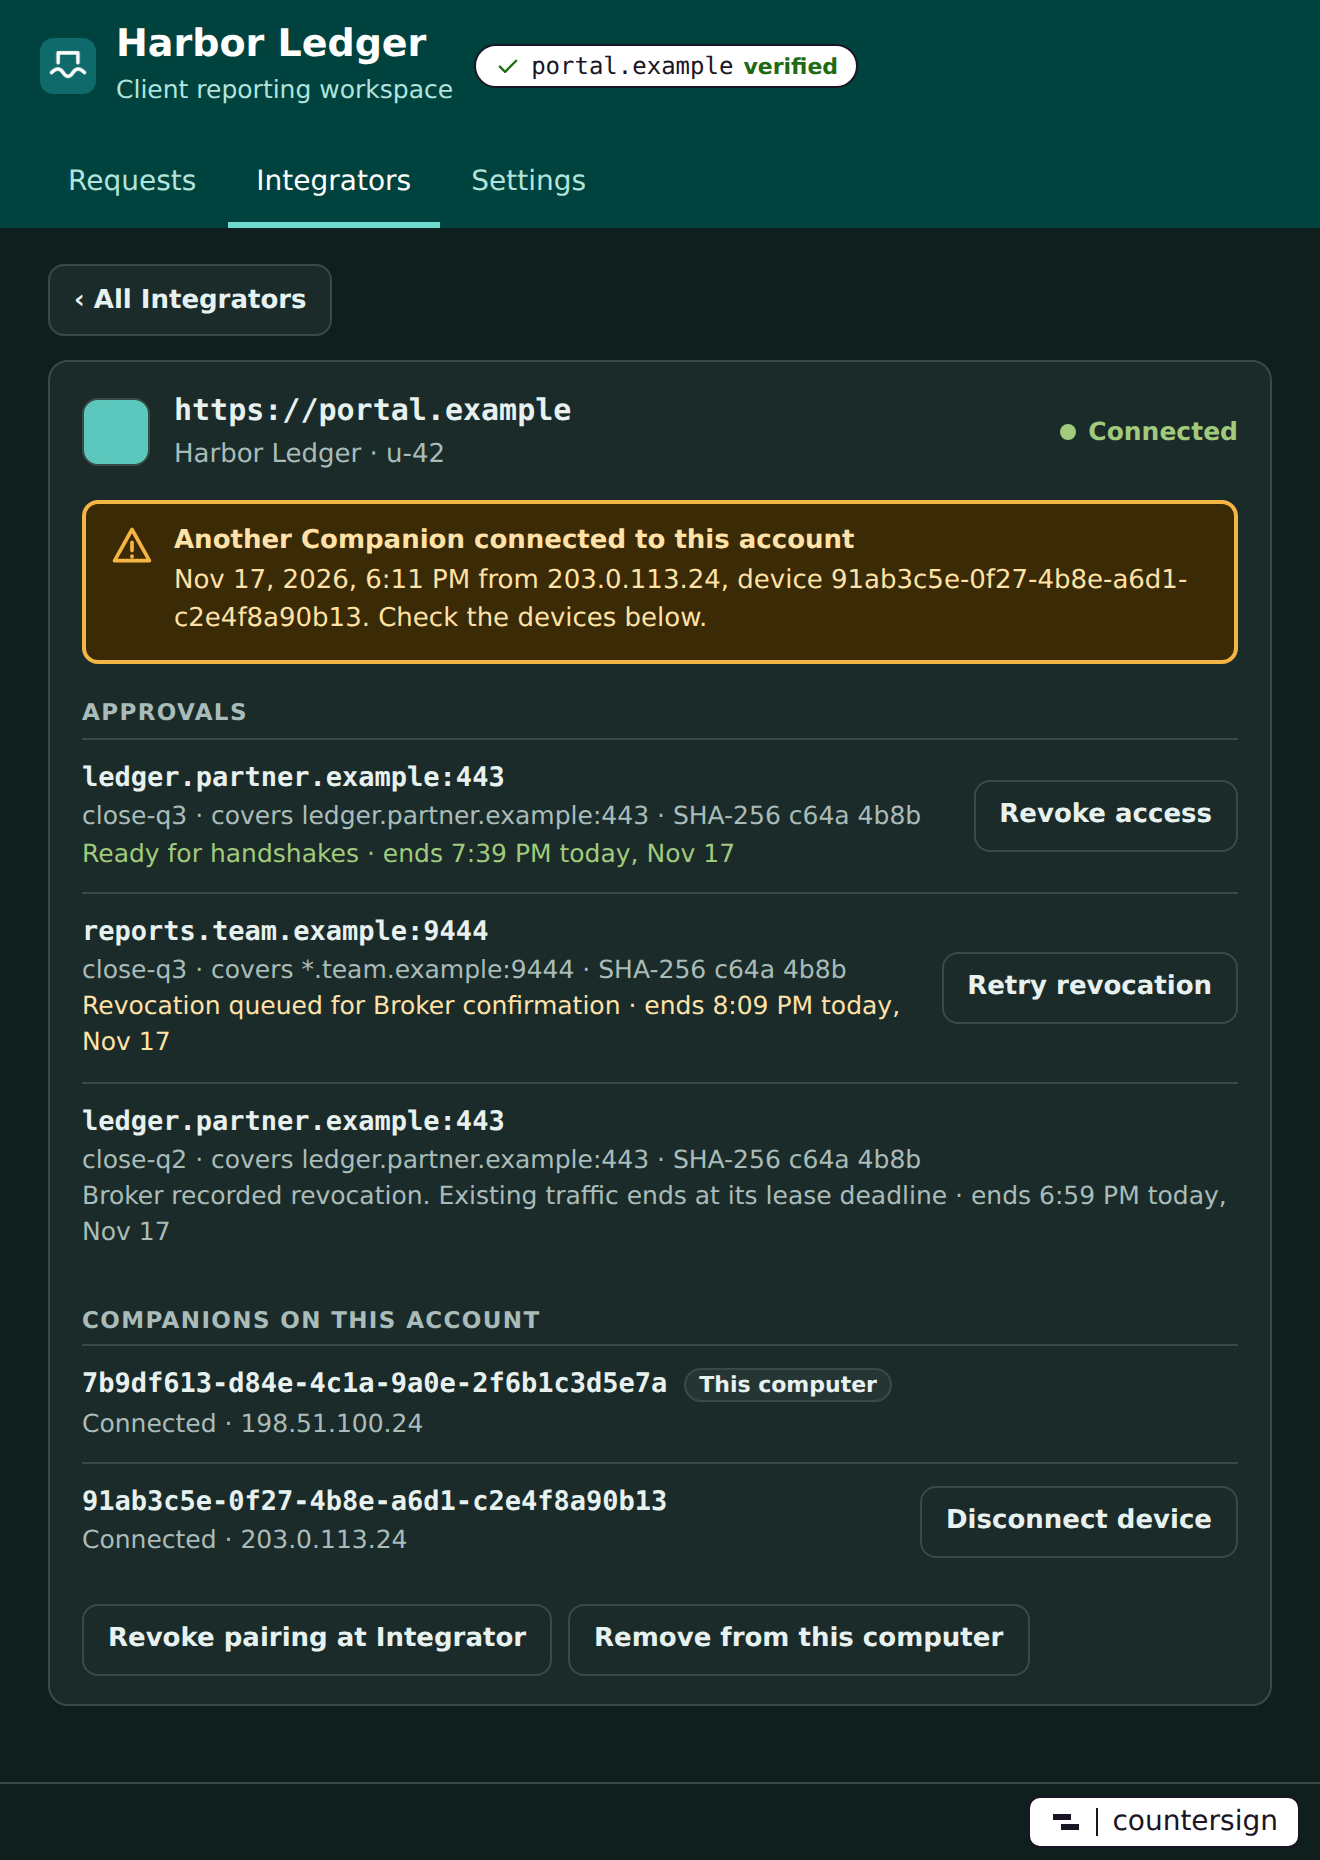 Harbor Ledger
Client reporting workspace
portal.example verified
Requests
Integrators
Settings
‹ All Integrators
https://portal.example
Harbor Ledger · u-42
Connected
Another Companion connected to this account
Nov 17, 2026, 6:11 PM from 203.0.113.24, device 91ab3c5e-0f27-4b8e-a6d1-
c2e4f8a90b13. Check the devices below.
APPROVALS
ledger.partner.example:443
close-q3 · covers ledger.partner.example:443 · SHA-256 c64a 4b8b
Ready for handshakes · ends 7:39 PM today, Nov 17
Revoke access
reports.team.example:9444
close-q3 · covers *.team.example:9444 · SHA-256 c64a 4b8b
Revocation queued for Broker confirmation · ends 8:09 PM today,
Nov 17
Retry revocation
ledger.partner.example:443
close-q2 · covers ledger.partner.example:443 · SHA-256 c64a 4b8b
Broker recorded revocation. Existing traffic ends at its lease deadline · ends 6:59 PM today,
Nov 17
COMPANIONS ON THIS ACCOUNT
7b9df613-d84e-4c1a-9a0e-2f6b1c3d5e7a This computer
Connected · 198.51.100.24
91ab3c5e-0f27-4b8e-a6d1-c2e4f8a90b13
Connected · 203.0.113.24
Disconnect device
Revoke pairing at Integrator
Remove from this computer
countersign